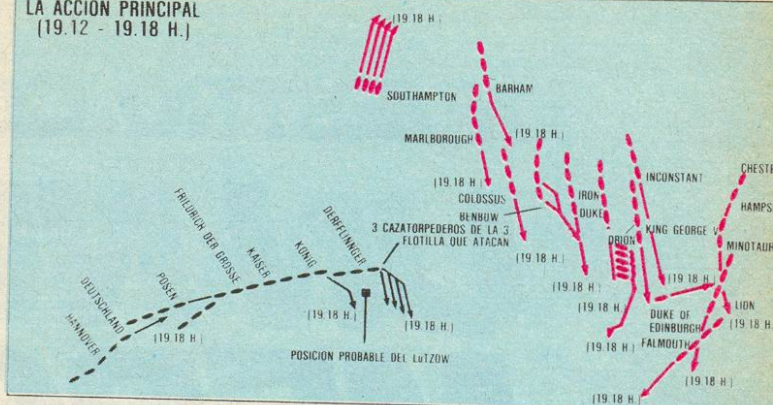 LA ACCION PRINCIPAL
(19.12 - 19.18 H.)
(19.18 H.)
SOUTHAMPTON
BARHAM
MARLBOROUGH
(19.18 H.)
(19.18 H.)
COLOSSUS
BENBOW
IRON
DUKE
INCONSTANT
ORION
KING GEORGE V
CHESTE
HAMPS
MINOTAUR
(19.18 H.)
(19.18 H.)
(19.18 H.)
(19.18 H.)
DUKE OF
EDINBURGH
FALMOUTH
LION
(19.18 H.
(19.18 H.)
(19.18 H.)
3 CAZATORPEDEROS DE LA 3
FLOTILLA QUE ATACAN
DERFFLINNGER
KÖNIG
KAISER
FRILDRICH DER GROSSE
POSEN
DEUTSCHLAND
HANNOVER
(19.18 H.)
(19.18 H.)
(19.18 H.)
POSICION PROBABLE DEL LuTZOW